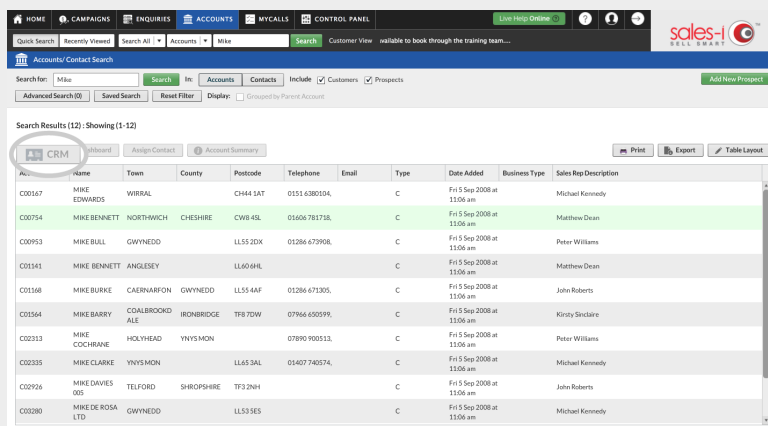 HOME CAMPAIGNS ENQUIRIES ACCOUNTS MYCALLS CONTROL PANEL Live Help Online ?
sales-i ™
SELL SMART
Quick Search Recently Viewed Search All Accounts Mike Search Customer View vailable to book through the training team....
Accounts/ Contact Search
Search for: Mike Search In: Accounts Contacts Include Customers Prospects Add New Prospect
Advanced Search (0) Saved Search Reset Filter Display: Grouped by Parent Account
Search Results (12) : Showing (1-12)
CRM shboard Assign Contact Account Summary Print Export Table Layout
Name Town County Postcode Telephone Email Type Date Added Business Type Sales Rep Description
C00167 MIKE EDWARDS WIRRAL CH44 1AT 0151 6380104, C Fri 5 Sep 2008 at 11:06 am Michael Kennedy
C00754 MIKE BENNETT NORTHWICH CHESHIRE CW8 4SL 01606 781718, C Fri 5 Sep 2008 at 11:06 am Matthew Dean
C00953 MIKE BULL GWYNEDD LL55 2DX 01286 673908, C Fri 5 Sep 2008 at 11:06 am Peter Williams
C01141 MIKE BENNETT ANGLESEY LL60 6HL C Fri 5 Sep 2008 at 11:06 am Matthew Dean
C01168 MIKE BURKE CAERNARFON GWYNEDD LL55 4AF 01286 671305, C Fri 5 Sep 2008 at 11:06 am John Roberts
C01564 MIKE BARRY COALBROOKD ALE IRONBRIDGE TF8 7DW 07966 650599, C Fri 5 Sep 2008 at 11:06 am Kirsty Sinclaire
C02313 MIKE COCHRANE HOLYHEAD YNYS MON 07890 900513, C Fri 5 Sep 2008 at 11:06 am Peter Williams
C02335 MIKE CLARKE YNYS MON LL65 3AL 01407 740574, C Fri 5 Sep 2008 at 11:06 am Michael Kennedy
C02926 MIKE DAVIES 005 TELFORD SHROPSHIRE TF3 2NH C Fri 5 Sep 2008 at 11:06 am John Roberts
C03280 MIKE DE ROSA LTD GWYNEDD LL53 5ES C Fri 5 Sep 2008 at 11:06 am Michael Kennedy